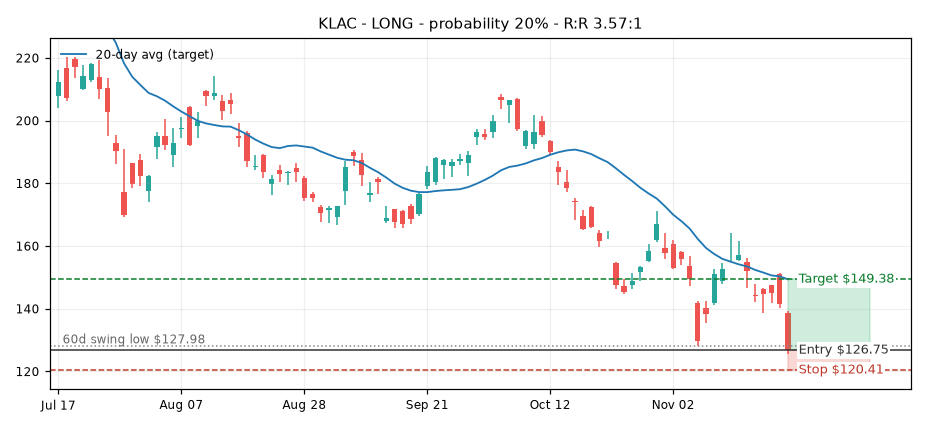 KLAC - LONG - probability 20% - R:R 3.57:1
20-day avg (target)
220
200
180
160
140
120
Target $149.38
60d swing low $127.98
Entry $126.75
Stop $120.41
Jul 17
Aug 07
Aug 28
Sep 21
Oct 12
Nov 02